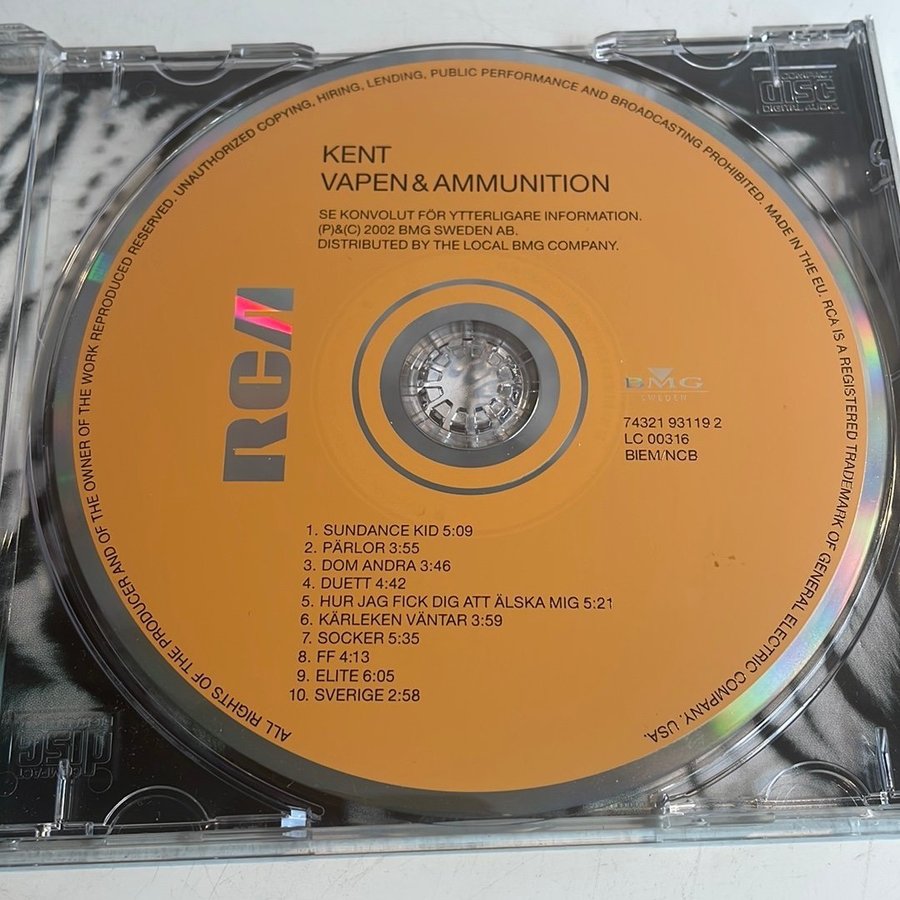 ALL RIGHTS OF THE PRODUCER AND OF THE OWNER OF THE WORK REPRODUCED RESERVED. UNAUTHORIZED COPYING, HIRING, LENDING, PUBLIC PERFORMANCE AND BROADCASTING PROHIBITED. MADE IN THE EU. RCA IS A REGISTERED TRADEMARK OF GENERAL ELECTRIC COMPANY, USA.
COMPACT
disc
DIGITAL AUDIO
KENT
VAPEN & AMMUNITION
SE KONVOLUT FÖR YTTERLIGARE INFORMATION.
(P)&(C) 2002 BMG SWEDEN AB.
DISTRIBUTED BY THE LOCAL BMG COMPANY.
RCA
BMG
SWEDEN
74321 93119 2
LC 00316
BIEM/NCB
1. SUNDANCE KID 5:09
2. PÄRLOR 3:55
3. DOM ANDRA 3:46
4. DUETT 4:42
5. HUR JAG FICK DIG ATT ÄLSKA MIG 5:21
6. KÄRLEKEN VÄNTAR 3:59
7. SOCKER 5:35
8. FF 4:13
9. ELITE 6:05
10. SVERIGE 2:58
COMPACT
disc